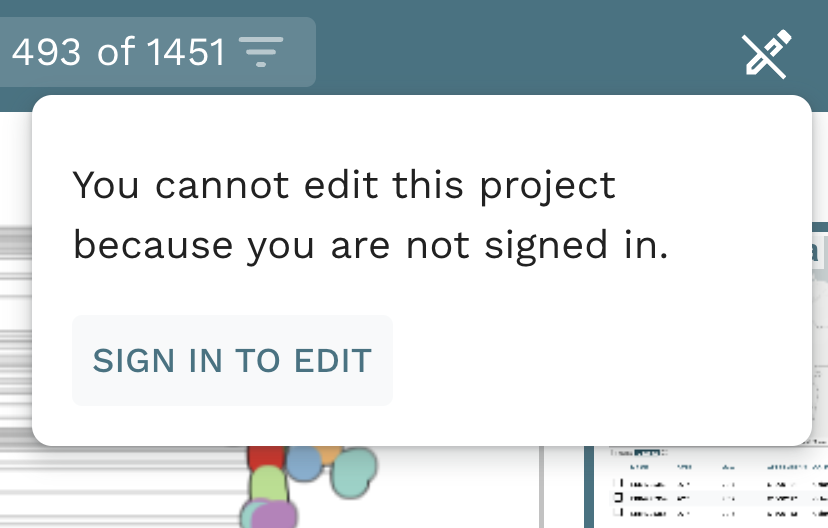 493 of 1451
You cannot edit this project
because you are not signed in.
SIGN IN TO EDIT